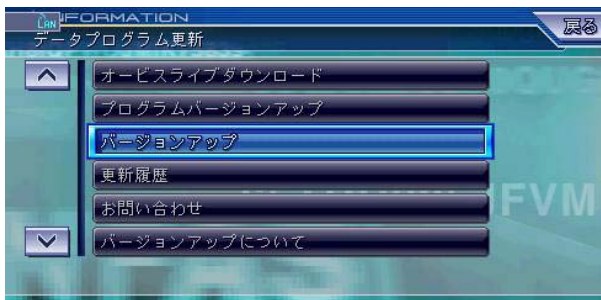 LAN
INFORMATION
戻る
データプログラム更新
オービスライブダウンロード
プログラムバージョンアップ
バージョンアップ
更新履歴
お問い合わせ
バージョンアップについて